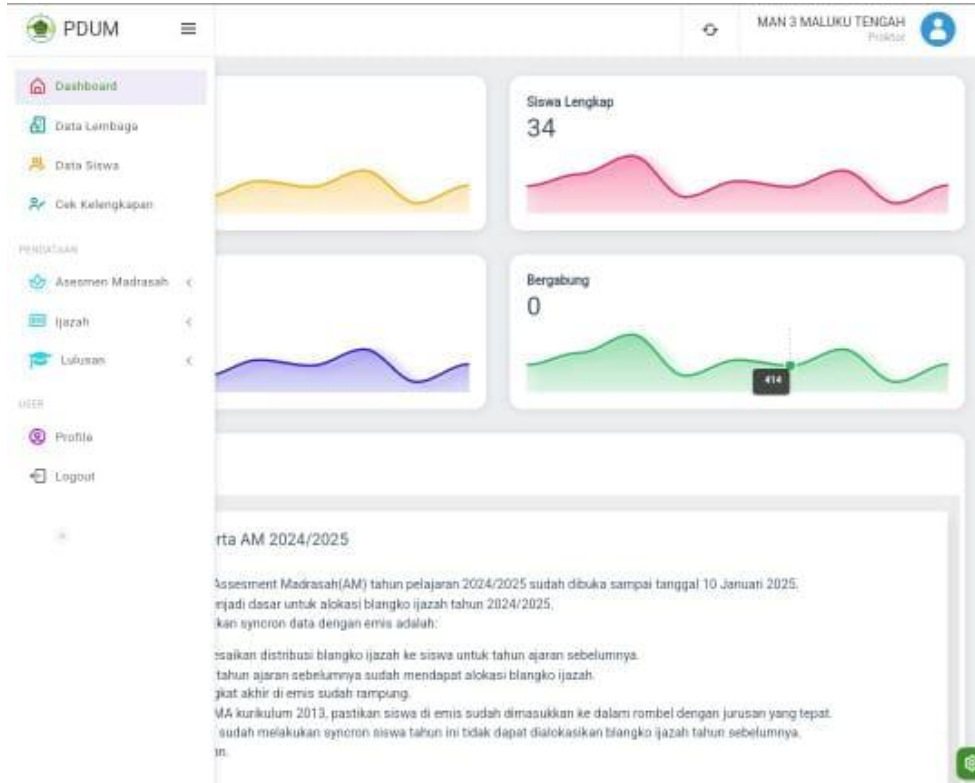 PDUM
MAN 3 MALUKU TENGAH
Proktor
Dashboard
Data Lembaga
Data Siswa
Cek Kelengkapan
PENDATAAN
Asesmen Madrasah
Ijazah
Lulusan
USER
Profile
Logout
Siswa Lengkap
34
Bergabung
0
414
rta AM 2024/2025
Assesment Madrasah(AM) tahun pelajaran 2024/2025 sudah dibuka sampai tanggal 10 Januari 2025.
enjadi dasar untuk alokasi blangko ijazah tahun 2024/2025.
kan syncron data dengan emis adalah:
esaikan distribusi blangko ijazah ke siswa untuk tahun ajaran sebelumnya.
tahun ajaran sebelumnya sudah mendapat alokasi blangko ijazah.
gkat akhir di emis sudah rampung.
MA kurikulum 2013, pastikan siswa di emis sudah dimasukkan ke dalam rombel dengan jurusan yang tepat.
sudah melakukan syncron siswa tahun ini tidak dapat dialokasikan blangko ijazah tahun sebelumnya.
an.